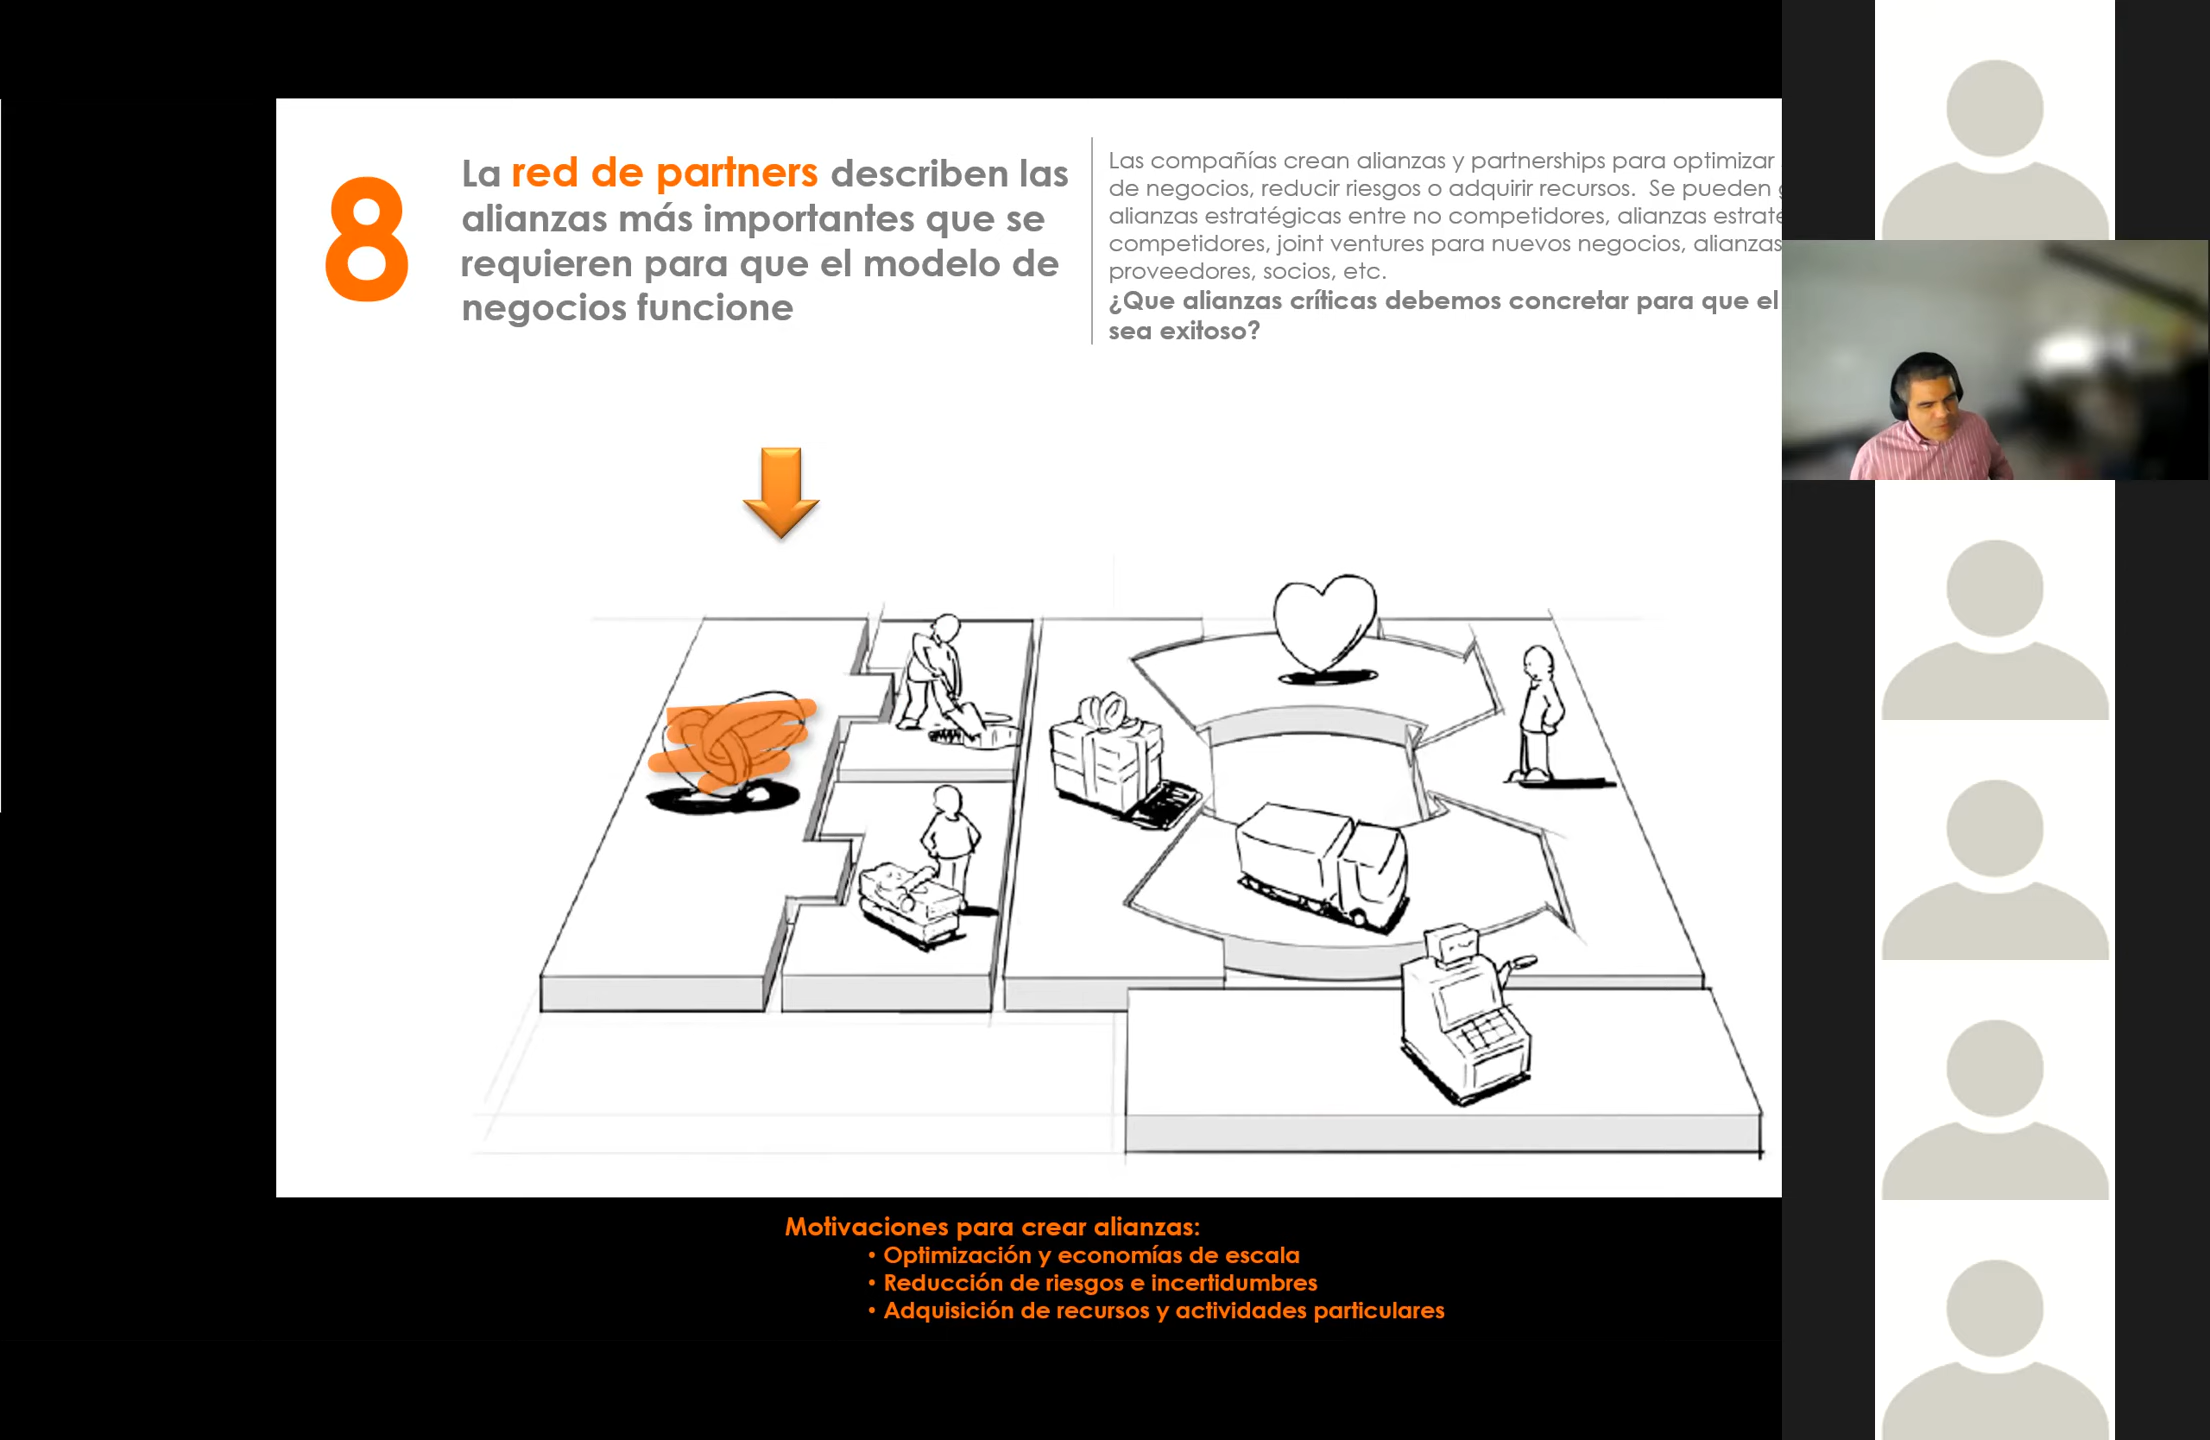 8
La red de partners describen las
alianzas más importantes que se
requieren para que el modelo de
negocios funcione
Las compañías crean alianzas y partnerships para optimizar
de negocios, reducir riesgos o adquirir recursos. Se pueden
alianzas estratégicas entre no competidores, alianzas
competidores, joint ventures para nuevos negocios, alianzas
proveedores, socios, etc.
¿Que alianzas críticas debemos concretar para que el
sea exitoso?
Motivaciones para crear alianzas:
• Optimización y economías de escala
• Reducción de riesgos e incertidumbres
• Adquisición de recursos y actividades particulares